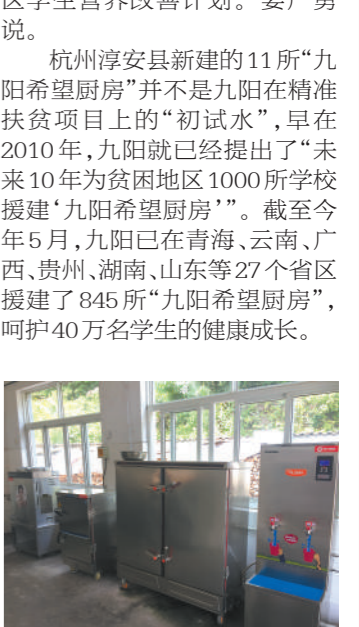 区学生营养改善计划。”姜广勇
说。
杭州淳安县新建的11所“九
阳希望厨房”并不是九阳在精准
扶贫项目上的“初试水”,早在
2010年,九阳就已经提出了“未
来10年为贫困地区1000所学校
援建‘九阳希望厨房’”。截至今
年5月,九阳已在青海、云南、广
西、贵州、湖南、山东等27个省区
援建了845所“九阳希望厨房”,
呵护40万名学生的健康成长。